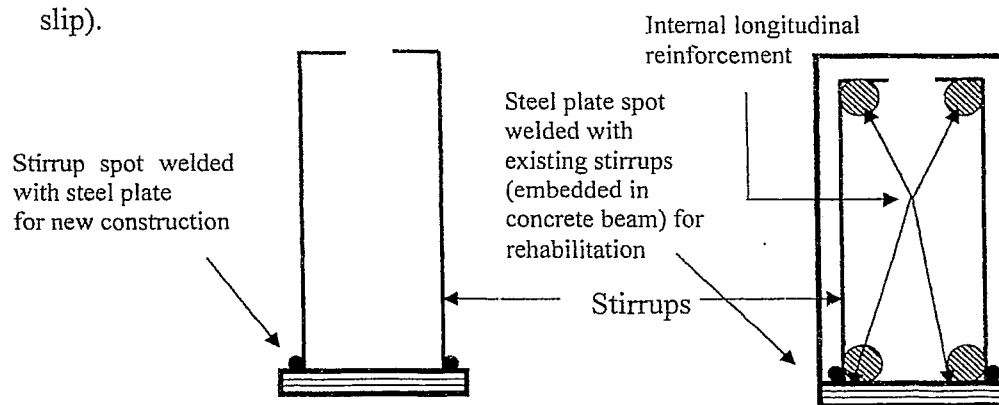 slip).
Internal longitudinal
reinforcement
Steel plate spot
welded with
existing stirrups
(embedded in
concrete beam) for
rehabilitation
Stirrup spot welded
with steel plate
for new construction
Stirrups